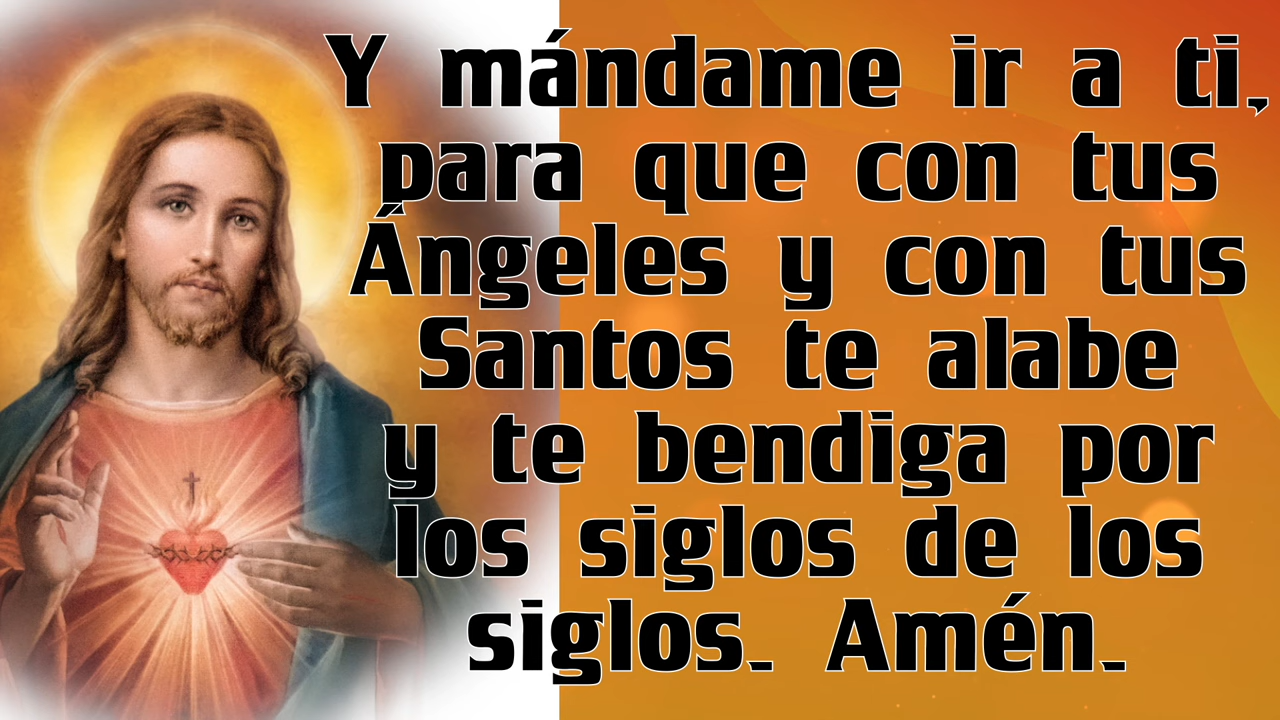 Y mándame ir a ti,
para que con tus
Ángeles y con tus
Santos te alabe
y te bendiga por
los siglos de los
siglos. Amén.